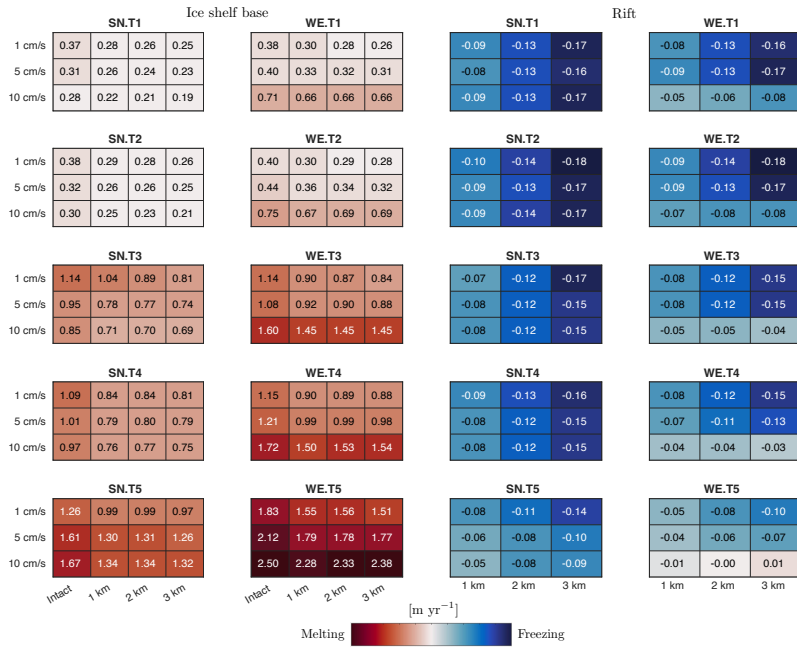 Ice shelf base Rift
SN.T1 WE.T1 SN.T1 WE.T1
1 cm/s 0.37 0.28 0.26 0.25 0.38 0.30 0.28 0.26 -0.09 -0.13 -0.17 -0.08 -0.13 -0.16
5 cm/s 0.31 0.26 0.24 0.23 0.40 0.33 0.32 0.31 -0.08 -0.13 -0.16 -0.09 -0.13 -0.17
10 cm/s 0.28 0.22 0.21 0.19 0.71 0.66 0.66 0.66 -0.09 -0.13 -0.17 -0.05 -0.06 -0.08
SN.T2 WE.T2 SN.T2 WE.T2
1 cm/s 0.38 0.29 0.28 0.26 0.40 0.30 0.29 0.28 -0.10 -0.14 -0.18 -0.09 -0.14 -0.18
5 cm/s 0.32 0.26 0.26 0.25 0.44 0.36 0.34 0.32 -0.09 -0.13 -0.17 -0.09 -0.13 -0.17
10 cm/s 0.30 0.25 0.23 0.21 0.75 0.67 0.69 0.69 -0.09 -0.14 -0.17 -0.07 -0.08 -0.08
SN.T3 WE.T3 SN.T3 WE.T3
1 cm/s 1.14 1.04 0.89 0.81 1.14 0.90 0.87 0.84 -0.07 -0.12 -0.17 -0.08 -0.12 -0.15
5 cm/s 0.95 0.78 0.77 0.74 1.08 0.92 0.90 0.88 -0.08 -0.12 -0.15 -0.08 -0.12 -0.15
10 cm/s 0.85 0.71 0.70 0.69 1.60 1.45 1.45 1.45 -0.08 -0.12 -0.15 -0.05 -0.05 -0.04
SN.T4 WE.T4 SN.T4 WE.T4
1 cm/s 1.09 0.84 0.84 0.81 1.15 0.90 0.89 0.88 -0.09 -0.13 -0.16 -0.08 -0.12 -0.15
5 cm/s 1.01 0.79 0.80 0.79 1.21 0.99 0.99 0.98 -0.08 -0.12 -0.15 -0.07 -0.11 -0.13
10 cm/s 0.97 0.76 0.77 0.75 1.72 1.50 1.53 1.54 -0.08 -0.12 -0.15 -0.04 -0.04 -0.03
SN.T5 WE.T5 SN.T5 WE.T5
1 cm/s 1.26 0.99 0.99 0.97 1.83 1.55 1.56 1.51 -0.08 -0.11 -0.14 -0.05 -0.08 -0.10
5 cm/s 1.61 1.30 1.31 1.26 2.12 1.79 1.78 1.77 -0.06 -0.08 -0.10 -0.04 -0.06 -0.07
10 cm/s 1.67 1.34 1.34 1.32 2.50 2.28 2.33 2.38 -0.05 -0.08 -0.09 -0.01 -0.00 0.01
Intact 1 km 2 km 3 km Intact 1 km 2 km 3 km 1 km 2 km 3 km 1 km 2 km 3 km
[m yr⁻¹]
Melting Freezing